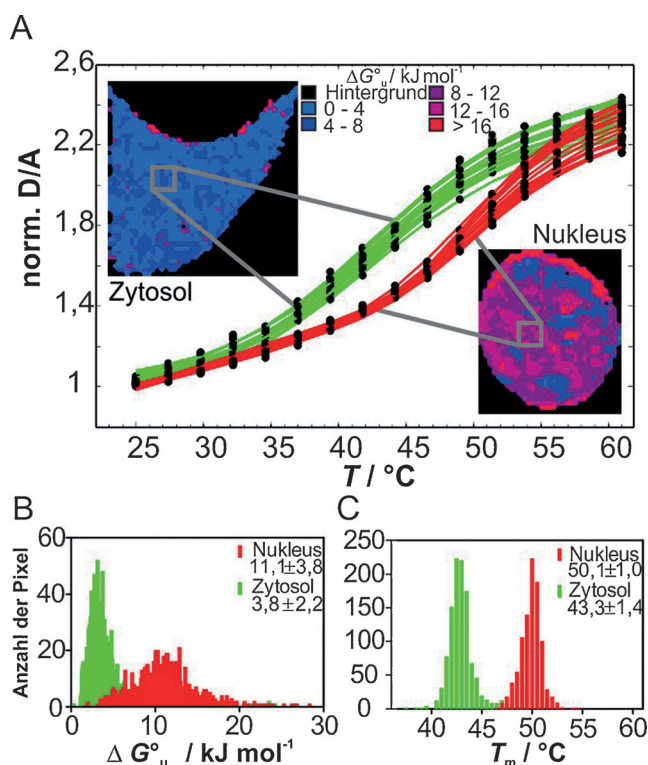 A
ΔG°u / kJ mol-1
Hintergrund
0 - 4
4 - 8
8 - 12
12 - 16
> 16
2,6
2,2
1,8
1,4
1
norm. D/A
Zytosol
Nukleus
25 30 35 40 45 50 55 60
T / °C
B
Anzahl der Pixel
60
40
20
0
Nukleus
11,1±3,8
Zytosol
3,8±2,2
0 10 20 30
Δ G°u / kJ mol-1
C
250
200
150
100
50
0
Nukleus
50,1±1,0
Zytosol
43,3±1,4
40 45 50 55 60
Tm / °C